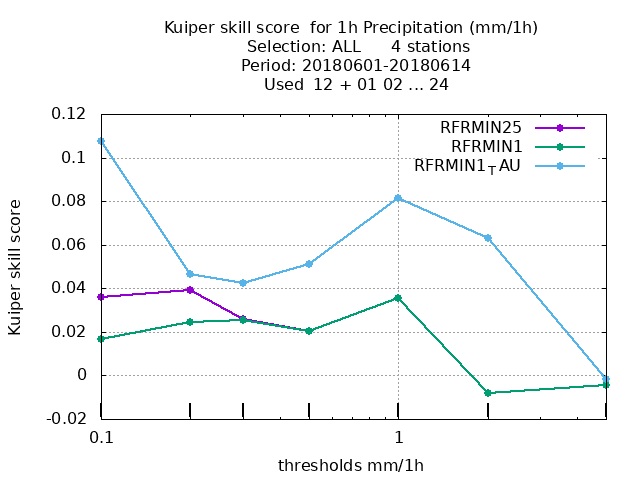 Kuiper skill score  for 1h Precipitation (mm/1h)
Selection: ALL      4 stations
Period: 20180601-20180614
Used  12 + 01 02 ... 24
0.12
0.1
0.08
0.06
0.04
0.02
0
-0.02
Kuiper skill score
RFRMIN25
RFRMIN1
RFRMIN1TAU
0.1
1
thresholds mm/1h